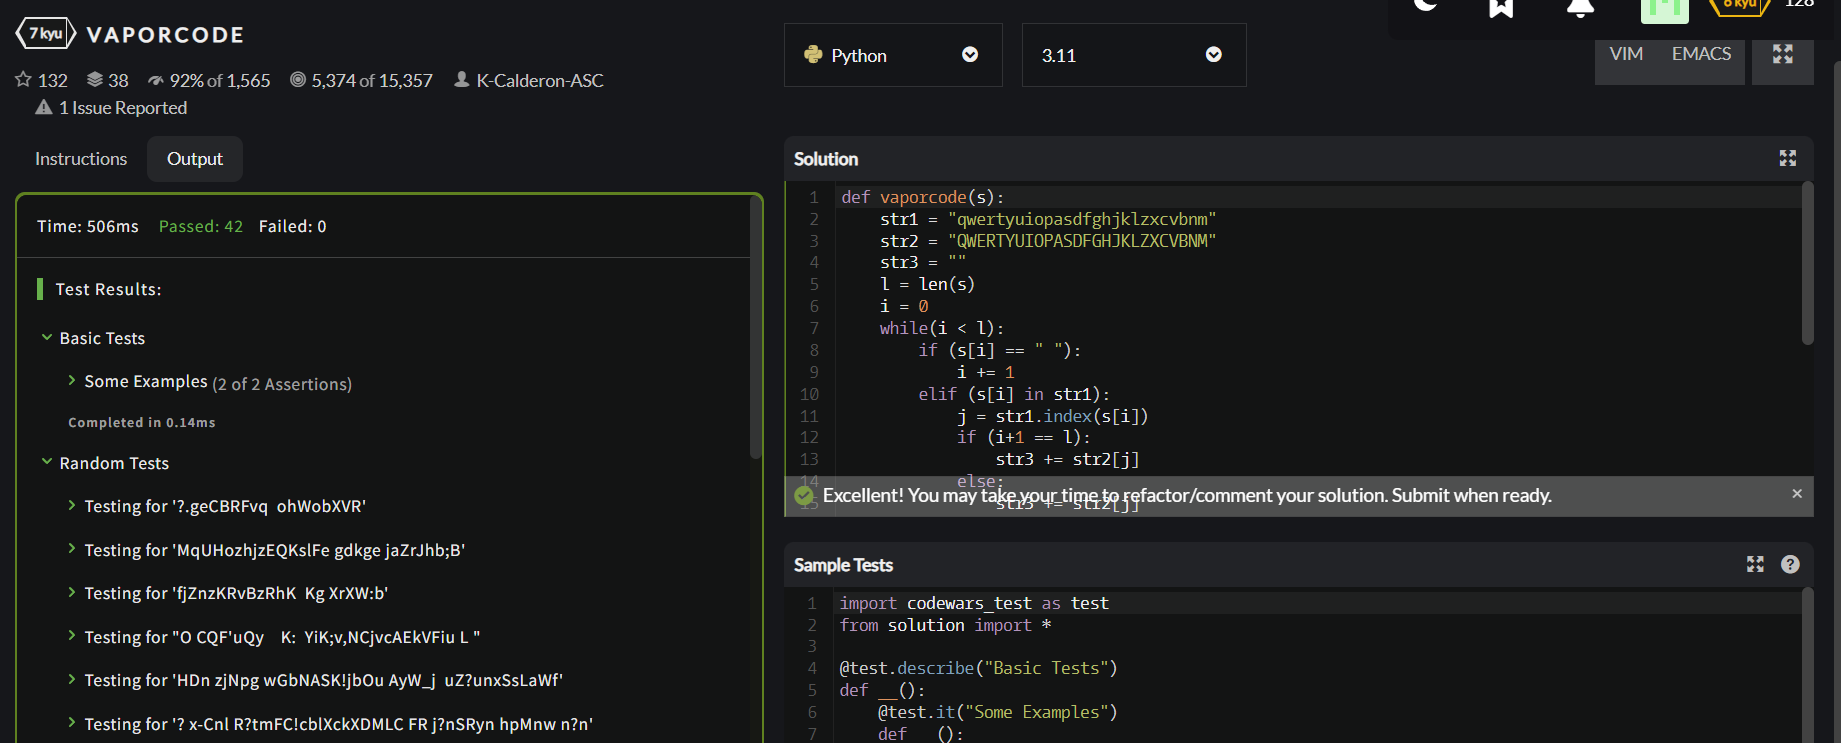 7 kyu VAPORCODE
132 38 92% of 1,565 5,374 of 15,357 K-Calderon-ASC
1 Issue Reported
Instructions Output
Time: 506ms Passed: 42 Failed: 0
Test Results:
Basic Tests
Some Examples (2 of 2 Assertions)
Completed in 0.14ms
Random Tests
Testing for '?.geCBRFvq  ohWobXVR'
Testing for 'MqUHozhjzEQKslFe gdkge jaZrJhb;B'
Testing for 'fjZnzKRvBzRhK  Kg XrXW:b'
Testing for "O CQF'uQy    K:  YiK;v,NCjvcAEkVFiu L "
Testing for 'HDn zjNpg wGbNASK!jbOu AyW_j  uZ?unxSsLaWf'
Testing for '? x-Cnl R?tmFC!cblXckXDMLC FR j?nSRyn hpMnw n?n'
6 kyu 128
Python 3.11 VIM EMACS
Solution
1 def vaporcode(s):
2 str1 = "qwertyuiopasdfghjklzxcvbnm"
3 str2 = "QWERTYUIOPASDFGHJKLZXCVBNM"
4 str3 = ""
5 l = len(s)
6 i = 0
7 while(i < l):
8 if (s[i] == " "):
9 i += 1
10 elif (s[i] in str1):
11 j = str1.index(s[i])
12 if (i+1 == l):
13 str3 += str2[j]
14 else:
Excellent! You may take your time to refactor/comment your solution. Submit when ready.
15 str3 += str2[j]
Sample Tests
1 import codewars_test as test
2 from solution import *
3
4 @test.describe("Basic Tests")
5 def __():
6 @test.it("Some Examples")
7 def __():